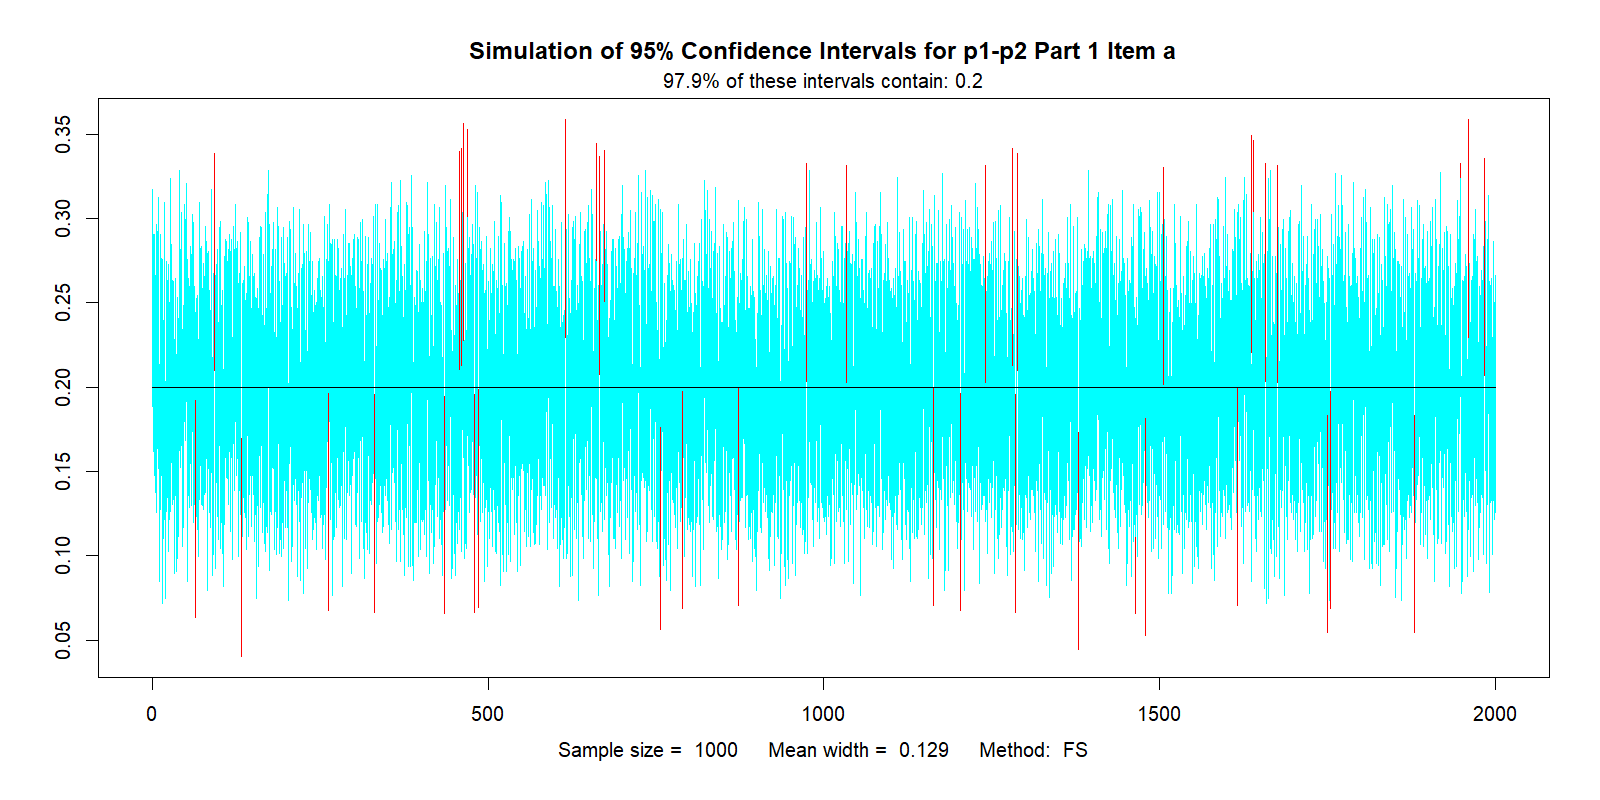 Simulation of 95% Confidence Intervals for p1-p2 Part 1 Item a
97.9% of these intervals contain: 0.2
0.35
0.30
0.25
0.20
0.15
0.10
0.05
0 500 1000 1500 2000
Sample size = 1000 Mean width = 0.129 Method: FS